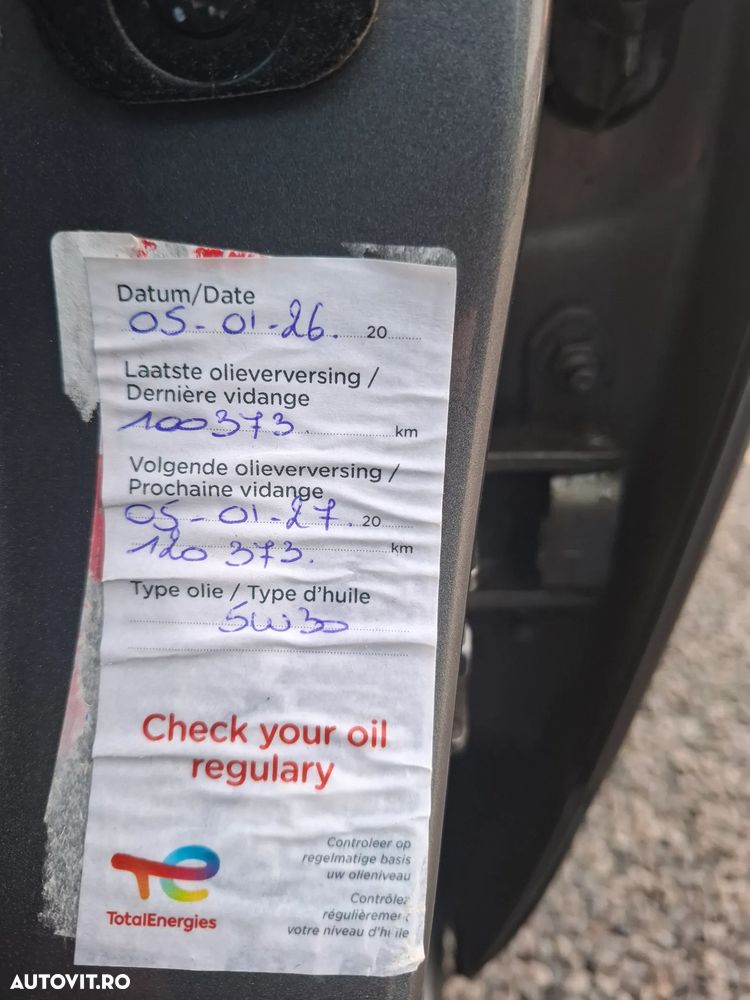 Datum/Date
05-01-26. 20
Laatste olieverversing /
Dernière vidange
100373. km
Volgende olieverversing /
Prochaine vidange
05-01-27. 20
120 373. km
Type olie / Type d'huile
5W30
Check your oil
regulary
Controleer op
regelmatige basis
uw olieniveau
Contrôlez
régulièrement
votre niveau d'huile
TotalEnergies
AUTOVIT.RO